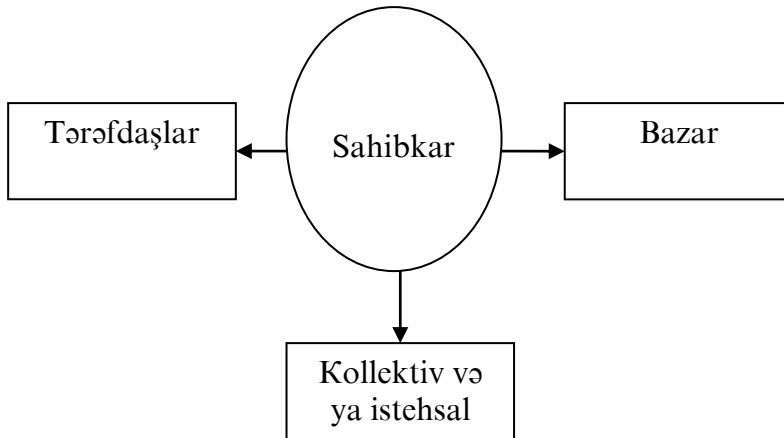 Tərəfdaşlar
Sahibkar
Bazar
Kollektiv və
ya istehsal